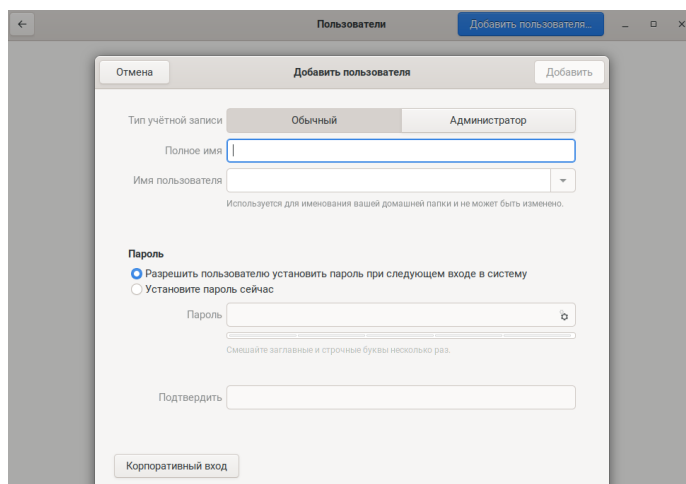 Пользователи
Добавить пользователя...
Отмена
Добавить пользователя
Добавить
Тип учётной записи
Обычный
Администратор
Полное имя
Имя пользователя
Используется для именования вашей домашней папки и не может быть изменено.
Пароль
Разрешить пользователю установить пароль при следующем входе в систему
Установите пароль сейчас
Пароль
Смешайте заглавные и строчные буквы несколько раз.
Подтвердить
Корпоративный вход